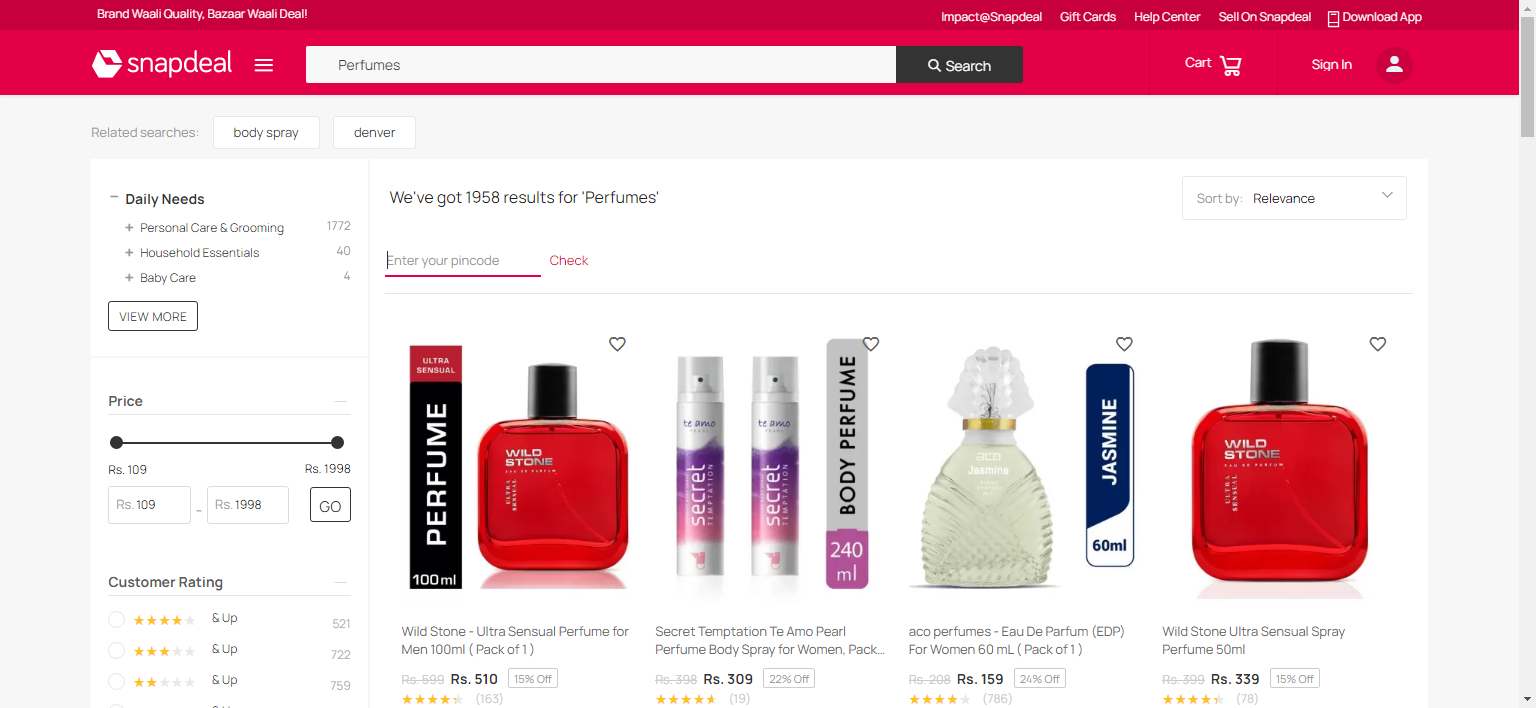 Brand Waali Quality, Bazaar Waali Deal!
Impact@Snapdeal Gift Cards Help Center Sell On Snapdeal Download App
snapdeal
Perfumes
Search
Cart
Sign In
Related searches:
body spray
denver
Daily Needs
Personal Care & Grooming 1772
Household Essentials 40
Baby Care 4
VIEW MORE
Price
Rs. 109 Rs. 1998
Rs. 109 - Rs. 1998 GO
Customer Rating
& Up 521
& Up 722
& Up 759
We've got 1958 results for 'Perfumes'
Sort by: Relevance
Enter your pincode Check
ULTRA
SENSUAL
PERFUME
100ml
WILD
STONE
EAU DE PARFUM
ULTRA
SENSUAL
Wild Stone - Ultra Sensual Perfume for
Men 100ml ( Pack of 1 )
Rs. 599 Rs. 510 15% Off
(163)
te amo
PEARL
secret
TEMPTATION
te amo
PEARL
secret
TEMPTATION
BODY PERFUME
240
ml
Secret Temptation Te Amo Pearl
Perfume Body Spray for Women, Pack...
Rs. 398 Rs. 309 22% Off
(19)
aco
Jasmine
JASMINE
60ml
aco perfumes - Eau De Parfum (EDP)
For Women 60 mL ( Pack of 1 )
Rs. 208 Rs. 159 24% Off
(786)
WILD
STONE
EAU DE PARFUM
ULTRA
SENSUAL
Wild Stone Ultra Sensual Spray
Perfume 50ml
Rs. 399 Rs. 339 15% Off
(78)